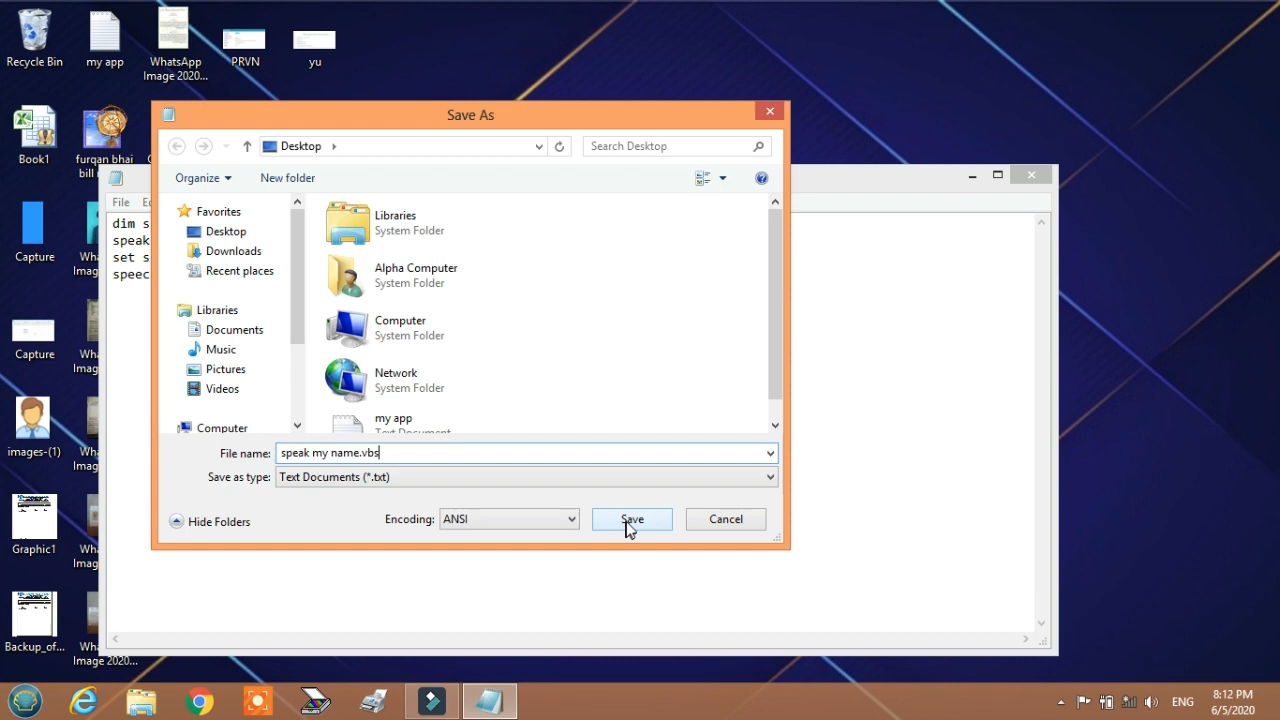 Recycle Bin
my app
WhatsApp
Image 2020...
PRVN
yu
Book1
furqan bhai
bill
Capture
Capture
images-(1)
Graphic1
Backup_of...
Image 2020...
File
dim s
speak
set s
speec
Save As
Desktop
Search Desktop
Organize
New folder
Favorites
Desktop
Downloads
Recent places
Libraries
Documents
Music
Pictures
Videos
Computer
Libraries
System Folder
Alpha Computer
System Folder
Computer
System Folder
Network
System Folder
my app
Text Document
File name:
speak my name.vbs
Save as type:
Text Documents (*.txt)
Hide Folders
Encoding:
ANSI
Save
Cancel
ENG
8:12 PM
6/5/2020